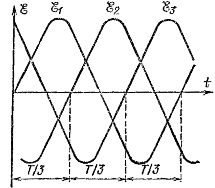 ℰ ℰ₁ ℰ₂ ℰ₃
t
T/3 T/3 T/3